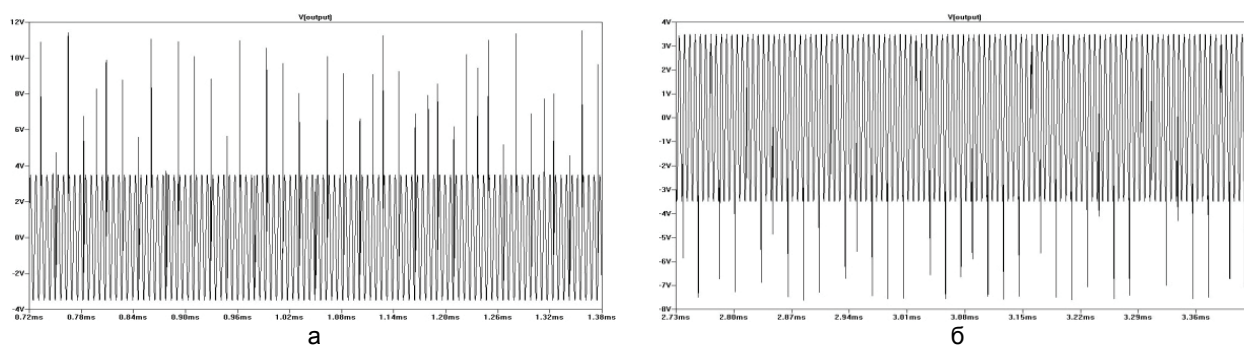 V[output]
12V
10V
8V
6V
4V
2V
0V
-2V
-4V
0.72ms 0.78ms 0.84ms 0.90ms 0.96ms 1.02ms 1.08ms 1.14ms 1.20ms 1.26ms 1.32ms 1.38ms
а
V[output]
4V
3V
2V
1V
0V
-1V
-2V
-3V
-4V
-5V
-6V
-7V
-8V
2.73ms 2.80ms 2.87ms 2.94ms 3.01ms 3.08ms 3.15ms 3.22ms 3.29ms 3.36ms
б